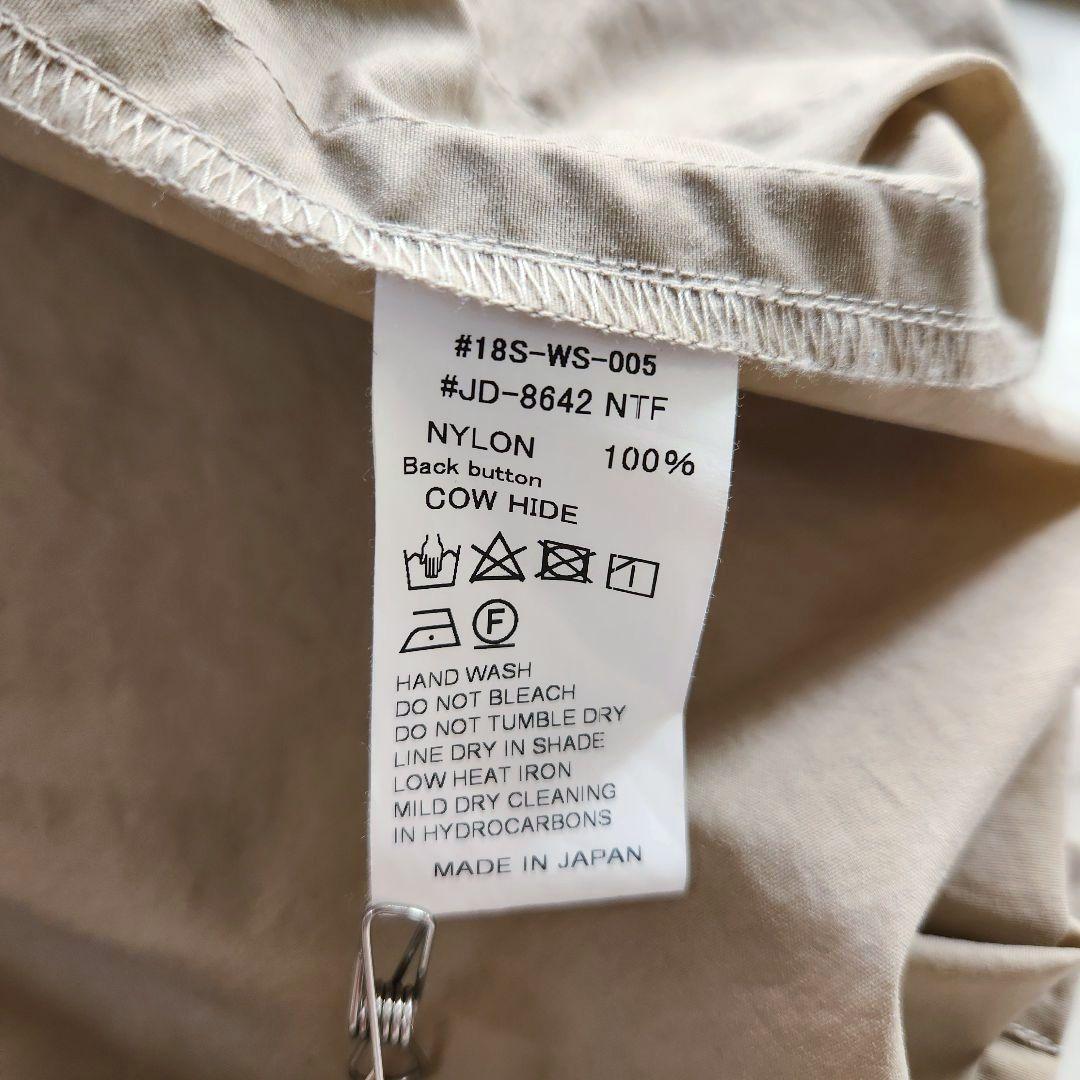 #18S-WS-005
#JD-8642 NTF
NYLON 100%
Back button
COW HIDE
F
HAND WASH
DO NOT BLEACH
DO NOT TUMBLE DRY
LINE DRY IN SHADE
LOW HEAT IRON
MILD DRY CLEANING
IN HYDROCARBONS
MADE IN JAPAN